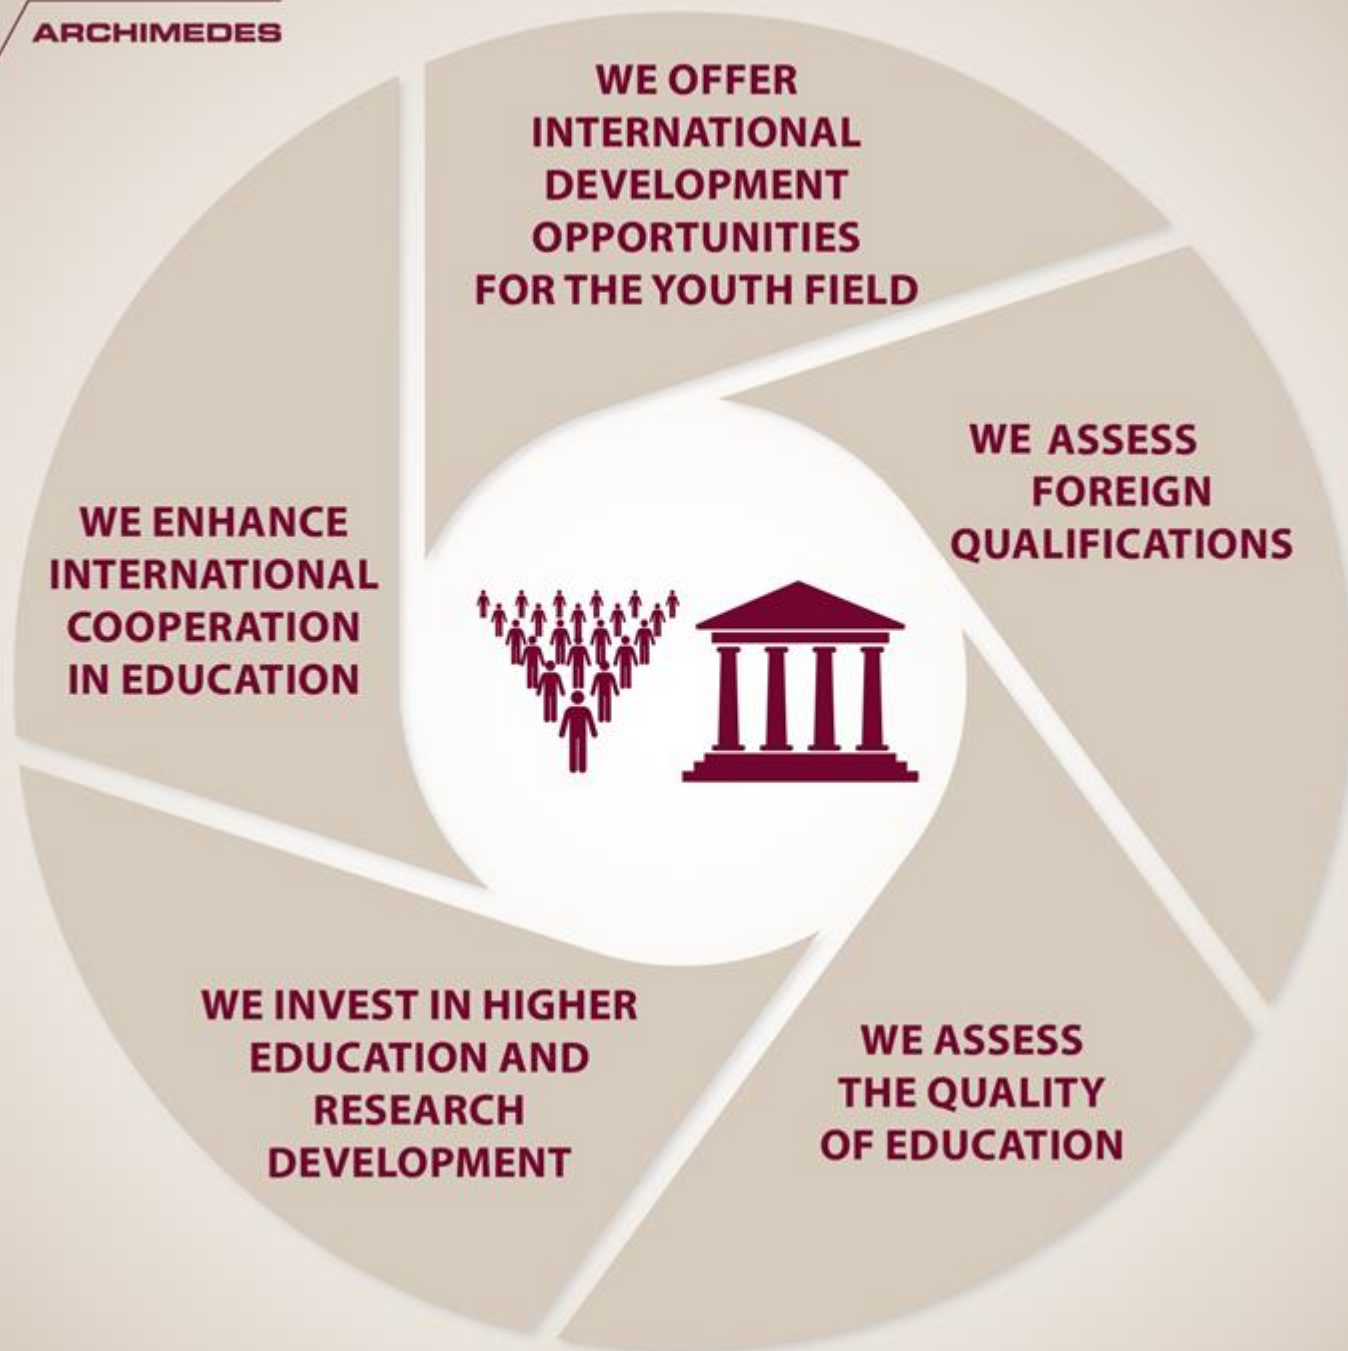 ARCHIMEDES
WE OFFER
INTERNATIONAL
DEVELOPMENT
OPPORTUNITIES
FOR THE YOUTH FIELD
WE ASSESS
FOREIGN
QUALIFICATIONS
WE ASSESS
THE QUALITY
OF EDUCATION
WE INVEST IN HIGHER
EDUCATION AND
RESEARCH
DEVELOPMENT
WE ENHANCE
INTERNATIONAL
COOPERATION
IN EDUCATION